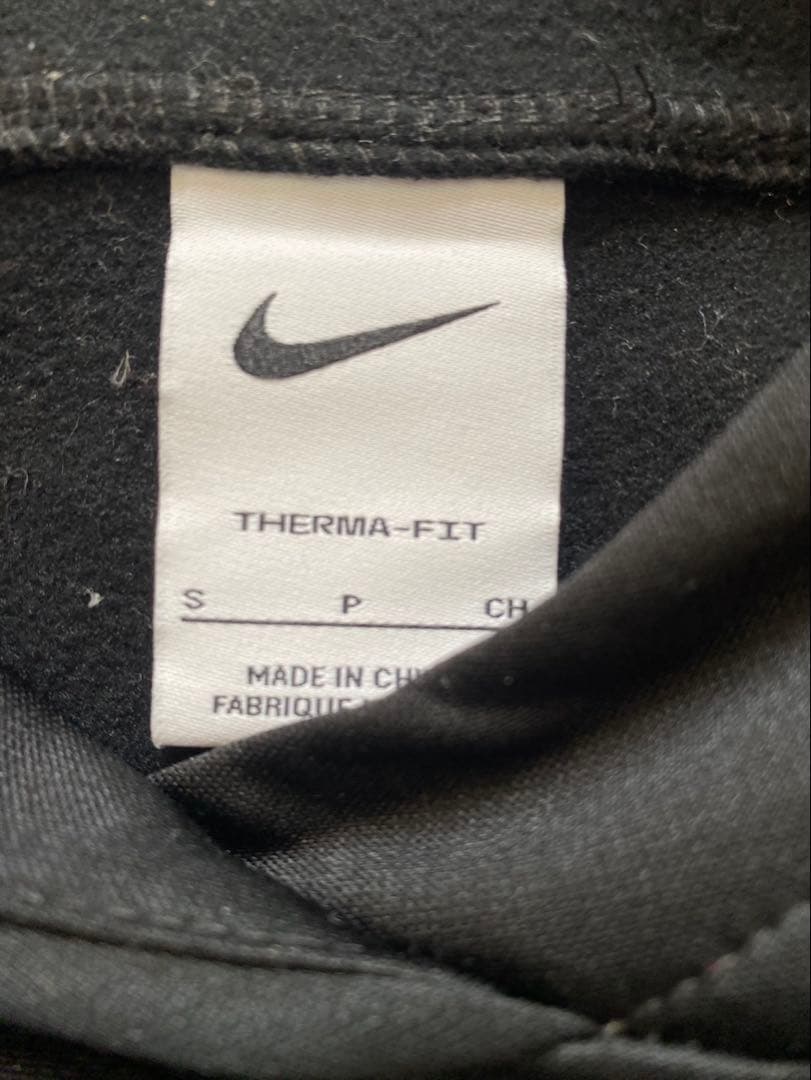 THERMA-FIT
S P CH
MADE IN
FABRIQUE